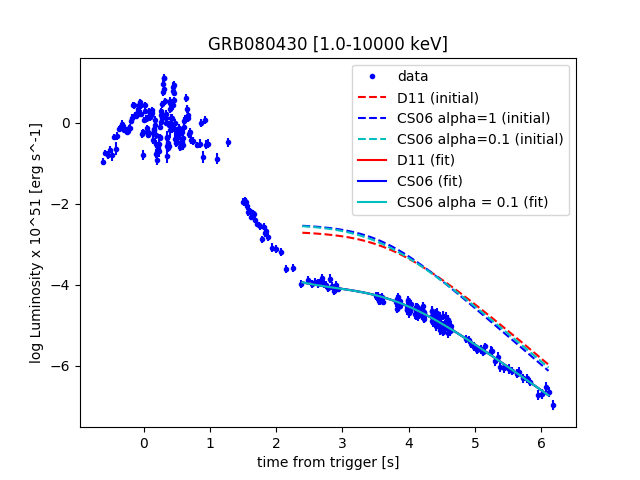 GRB080430 [1.0-10000 keV]
data
D11 (initial)
CS06 alpha=1 (initial)
CS06 alpha=0.1 (initial)
D11 (fit)
CS06 (fit)
CS06 alpha = 0.1 (fit)
log Luminosity x 10^51 [erg s^-1]
0
−2
−4
−6
0 1 2 3 4 5 6
time from trigger [s]